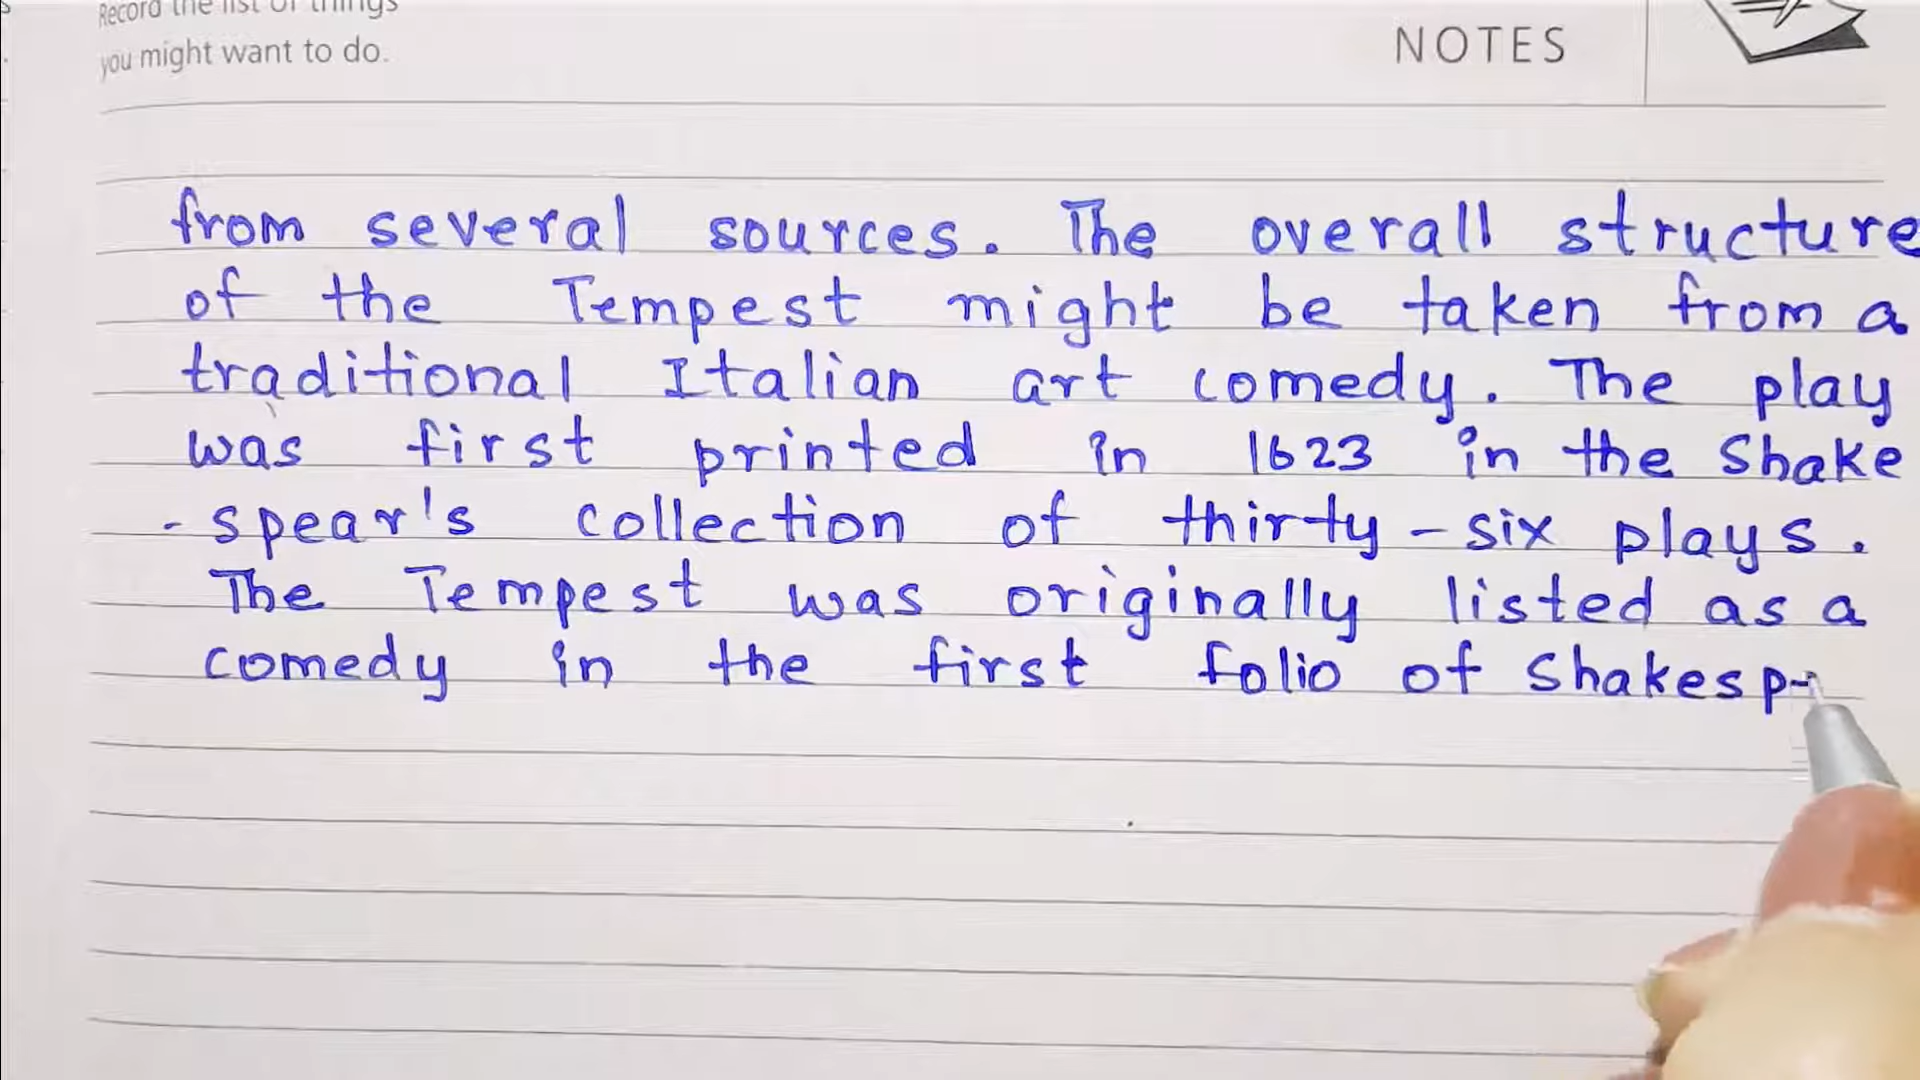 Record the list of things
you might want to do.
NOTES
from several sources. The overall structure
of the Tempest might be taken from a
traditional Italian art comedy. The play
was first printed in 1623 in the Shake
-spear's collection of thirty-six plays.
The Tempest was originally listed as a
comedy in the first folio of Shakesp